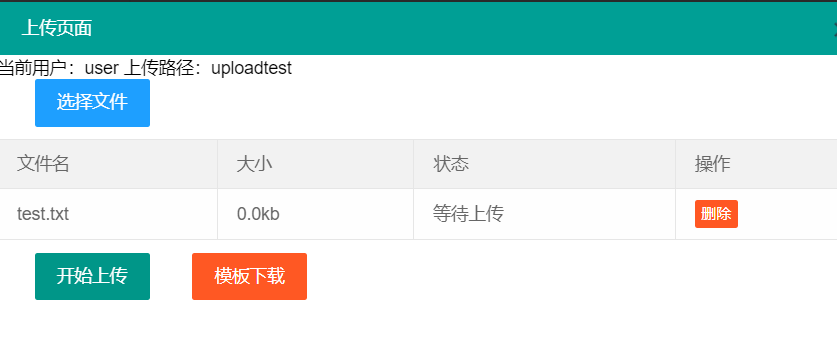 上传页面
当前用户：user 上传路径：uploadtest
选择文件
文件名 大小 状态 操作
test.txt 0.0kb 等待上传 删除
开始上传 模板下载